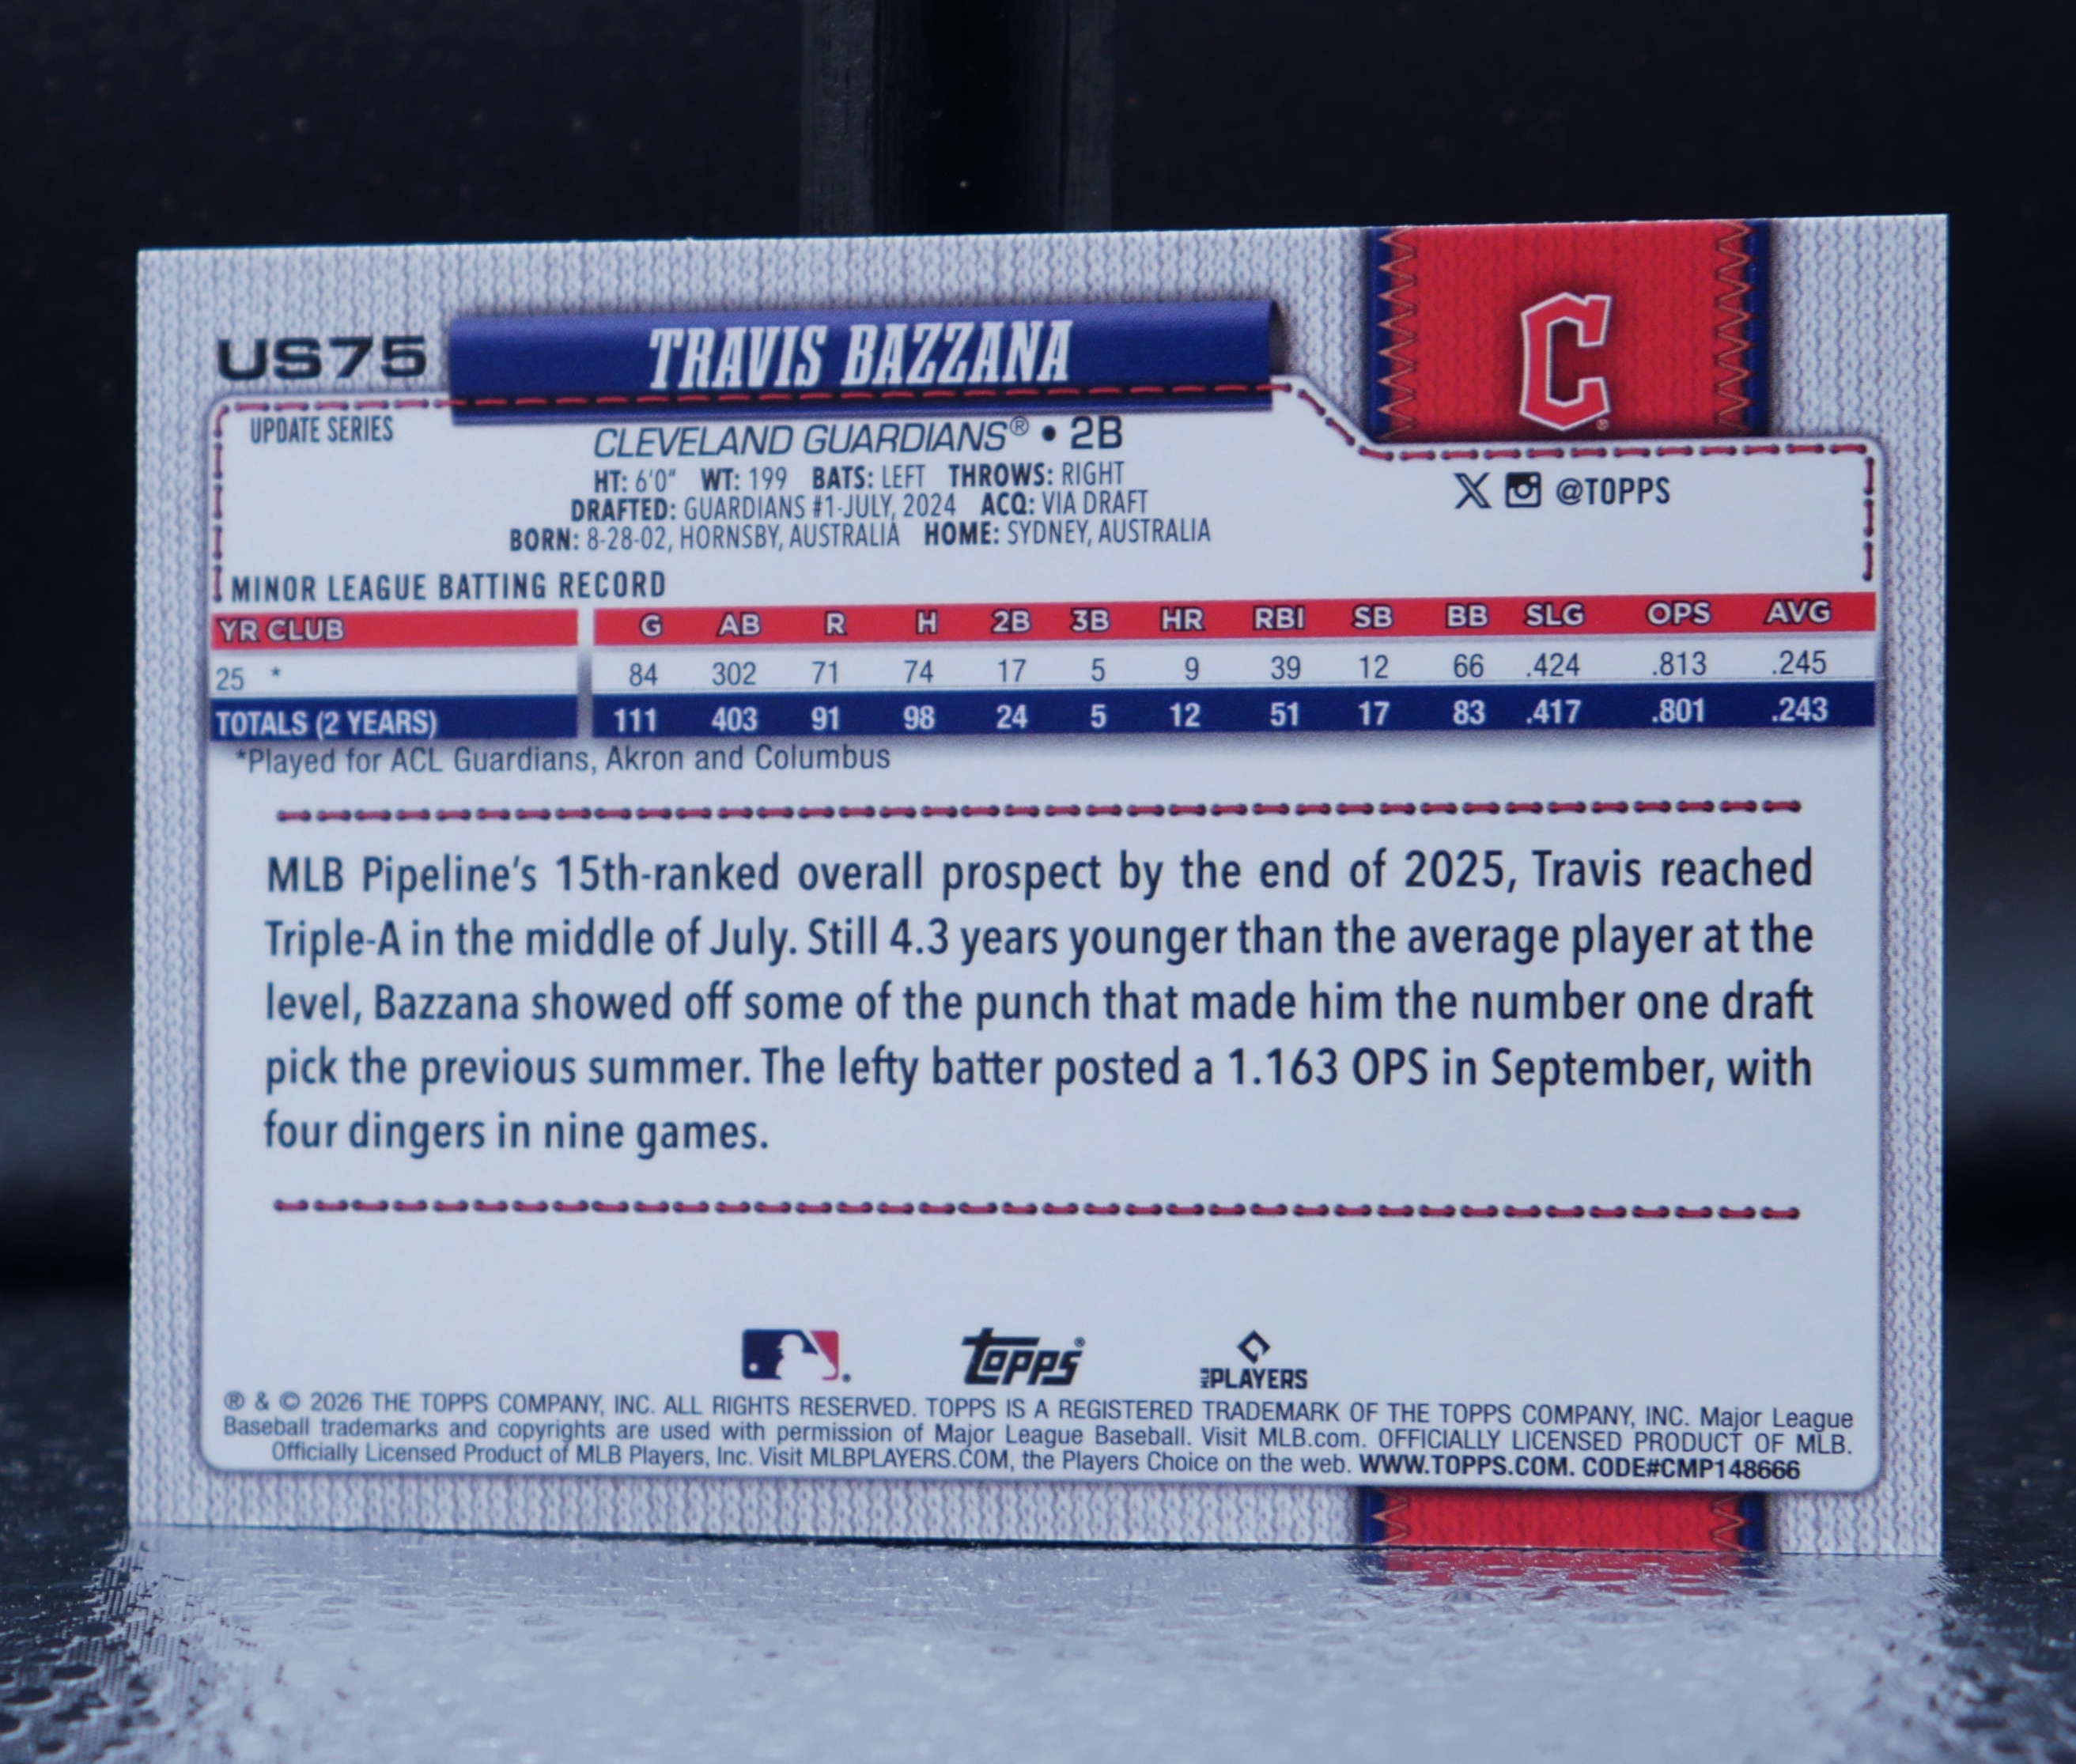 US75
TRAVIS BAZZANA
C
UPDATE SERIES
CLEVELAND GUARDIANS® • 2B
HT: 6'0" WT: 199 BATS: LEFT THROWS: RIGHT
DRAFTED: GUARDIANS #1-JULY, 2024 ACQ: VIA DRAFT
BORN: 8-28-02, HORNSBY, AUSTRALIA HOME: SYDNEY, AUSTRALIA
@TOPPS
MINOR LEAGUE BATTING RECORD
YR CLUB G AB R H 2B 3B HR RBI SB BB SLG OPS AVG
25 * 84 302 71 74 17 5 9 39 12 66 .424 .813 .245
TOTALS (2 YEARS) 111 403 91 98 24 5 12 51 17 83 .417 .801 .243
*Played for ACL Guardians, Akron and Columbus
MLB Pipeline's 15th-ranked overall prospect by the end of 2025, Travis reached
Triple-A in the middle of July. Still 4.3 years younger than the average player at the
level, Bazzana showed off some of the punch that made him the number one draft
pick the previous summer. The lefty batter posted a 1.163 OPS in September, with
four dingers in nine games.
topps®
MLB PLAYERS
® & © 2026 THE TOPPS COMPANY, INC. ALL RIGHTS RESERVED. TOPPS IS A REGISTERED TRADEMARK OF THE TOPPS COMPANY, INC. Major League
Baseball trademarks and copyrights are used with permission of Major League Baseball. Visit MLB.com. OFFICIALLY LICENSED PRODUCT OF MLB.
Officially Licensed Product of MLB Players, Inc. Visit MLBPLAYERS.COM, the Players Choice on the web. WWW.TOPPS.COM. CODE#CMP148666